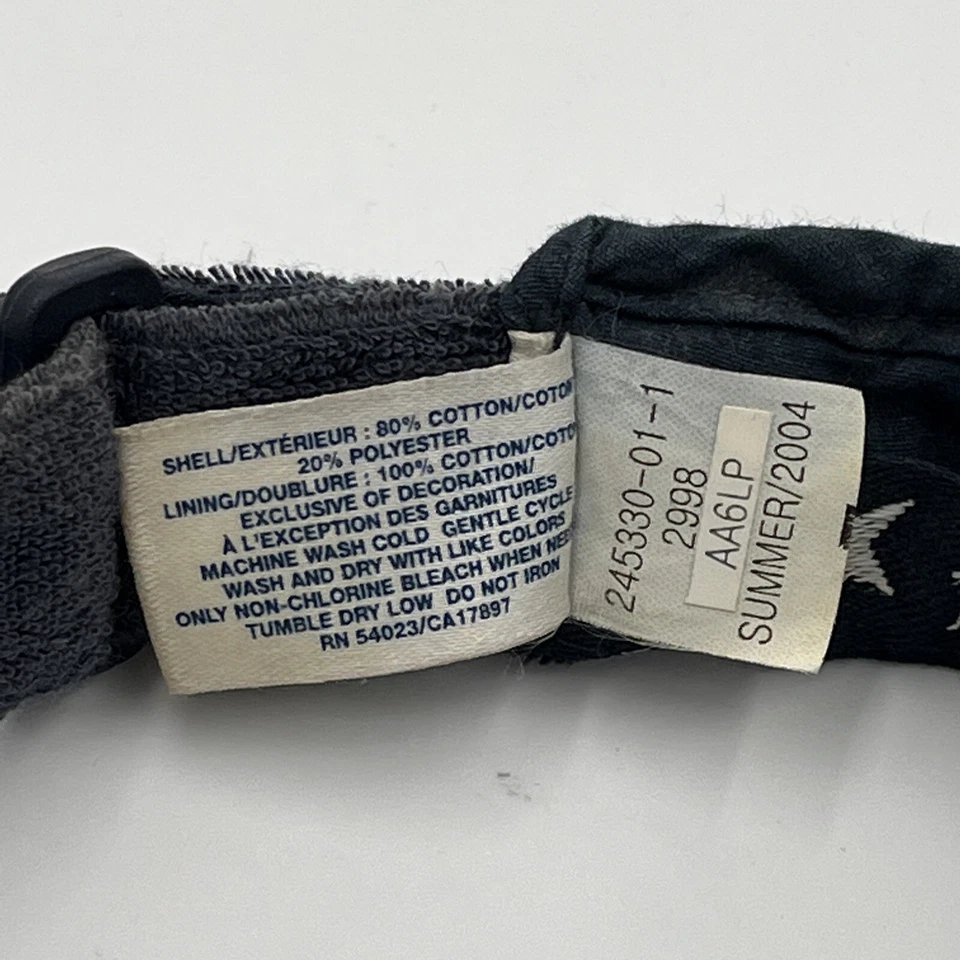 SHELL/EXTÉRIEUR : 80% COTTON/COTON
20% POLYESTER
LINING/DOUBLURE : 100% COTTON/COTON
EXCLUSIVE OF DECORATION/
À L'EXCEPTION DES GARNITURES
MACHINE WASH COLD GENTLE CYCLE
WASH AND DRY WITH LIKE COLORS
ONLY NON-CHLORINE BLEACH WHEN
TUMBLE DRY LOW DO NOT IRON
RN 54023/CA17897
245330-01-1
2998
AA6LP
SUMMER/2004